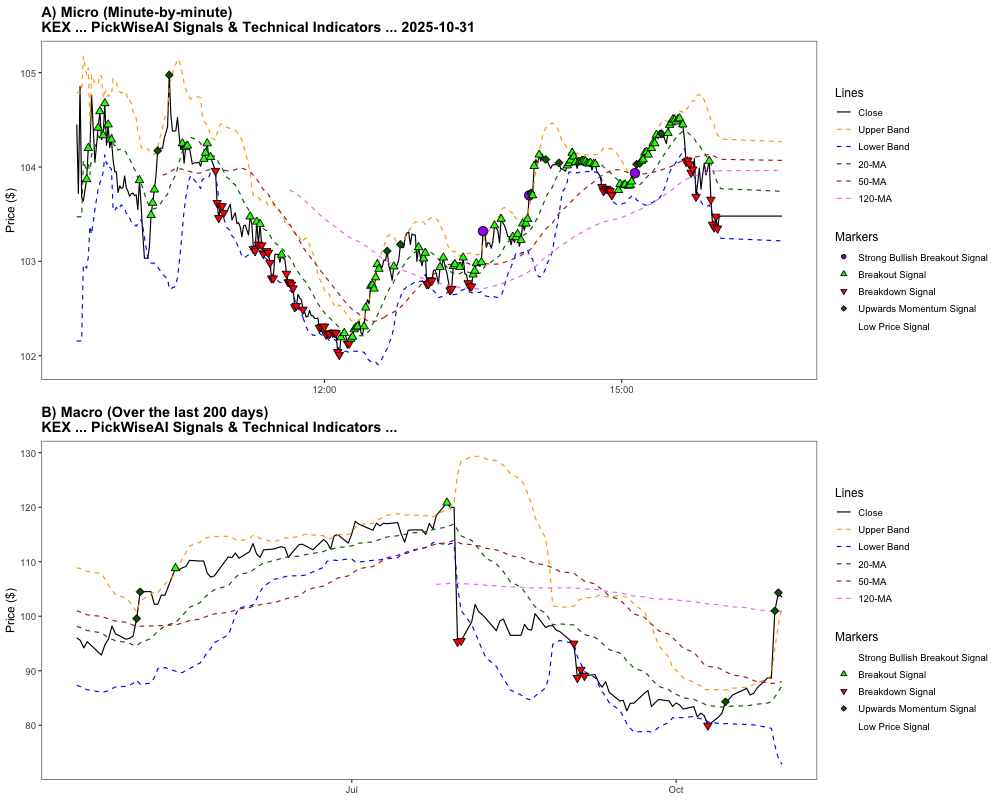 A) Micro (Minute-by-minute)
KEX ... PickWiseAI Signals & Technical Indicators ... 2025-10-31
Price ($)
105
104
103
102
12:00
15:00
Lines
Close
Upper Band
Lower Band
20-MA
50-MA
120-MA
Markers
Strong Bullish Breakout Signal
Breakout Signal
Breakdown Signal
Upwards Momentum Signal
Low Price Signal
B) Macro (Over the last 200 days)
KEX ... PickWiseAI Signals & Technical Indicators ...
Price ($)
130
120
110
100
90
80
Jul
Oct
Lines
Close
Upper Band
Lower Band
20-MA
50-MA
120-MA
Markers
Strong Bullish Breakout Signal
Breakout Signal
Breakdown Signal
Upwards Momentum Signal
Low Price Signal